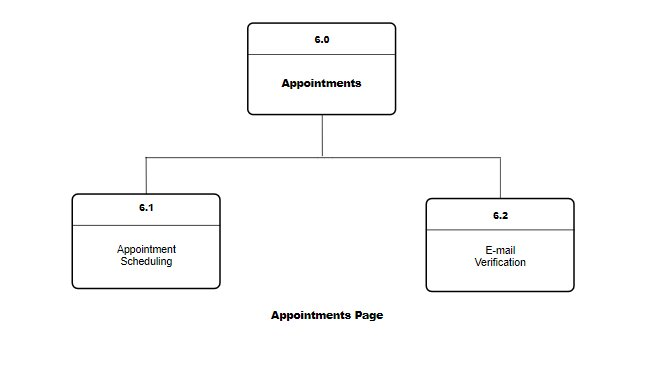 6.0
Appointments
6.1
Appointment
Scheduling
6.2
E-mail
Verification
Appointments Page